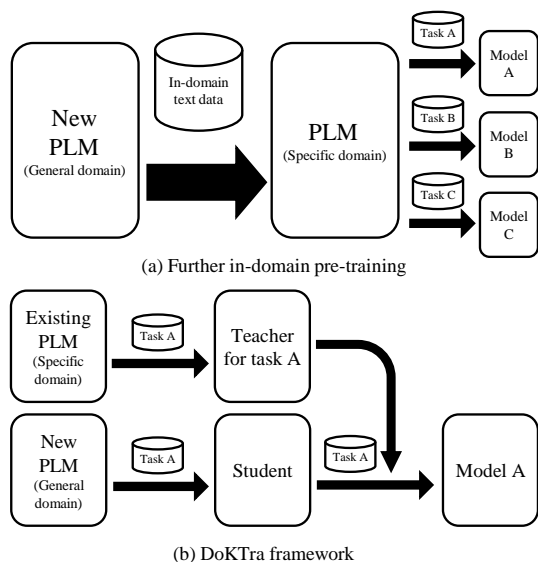 New
PLM
(General domain)
In-domain
text data
PLM
(Specific domain)
Task A
Model
A
Task B
Model
B
Task C
Model
C
(a) Further in-domain pre-training
Existing
PLM
(Specific
domain)
Task A
Teacher
for task A
New
PLM
(General
domain)
Task A
Student
Task A
Model A
(b) DoKTra framework